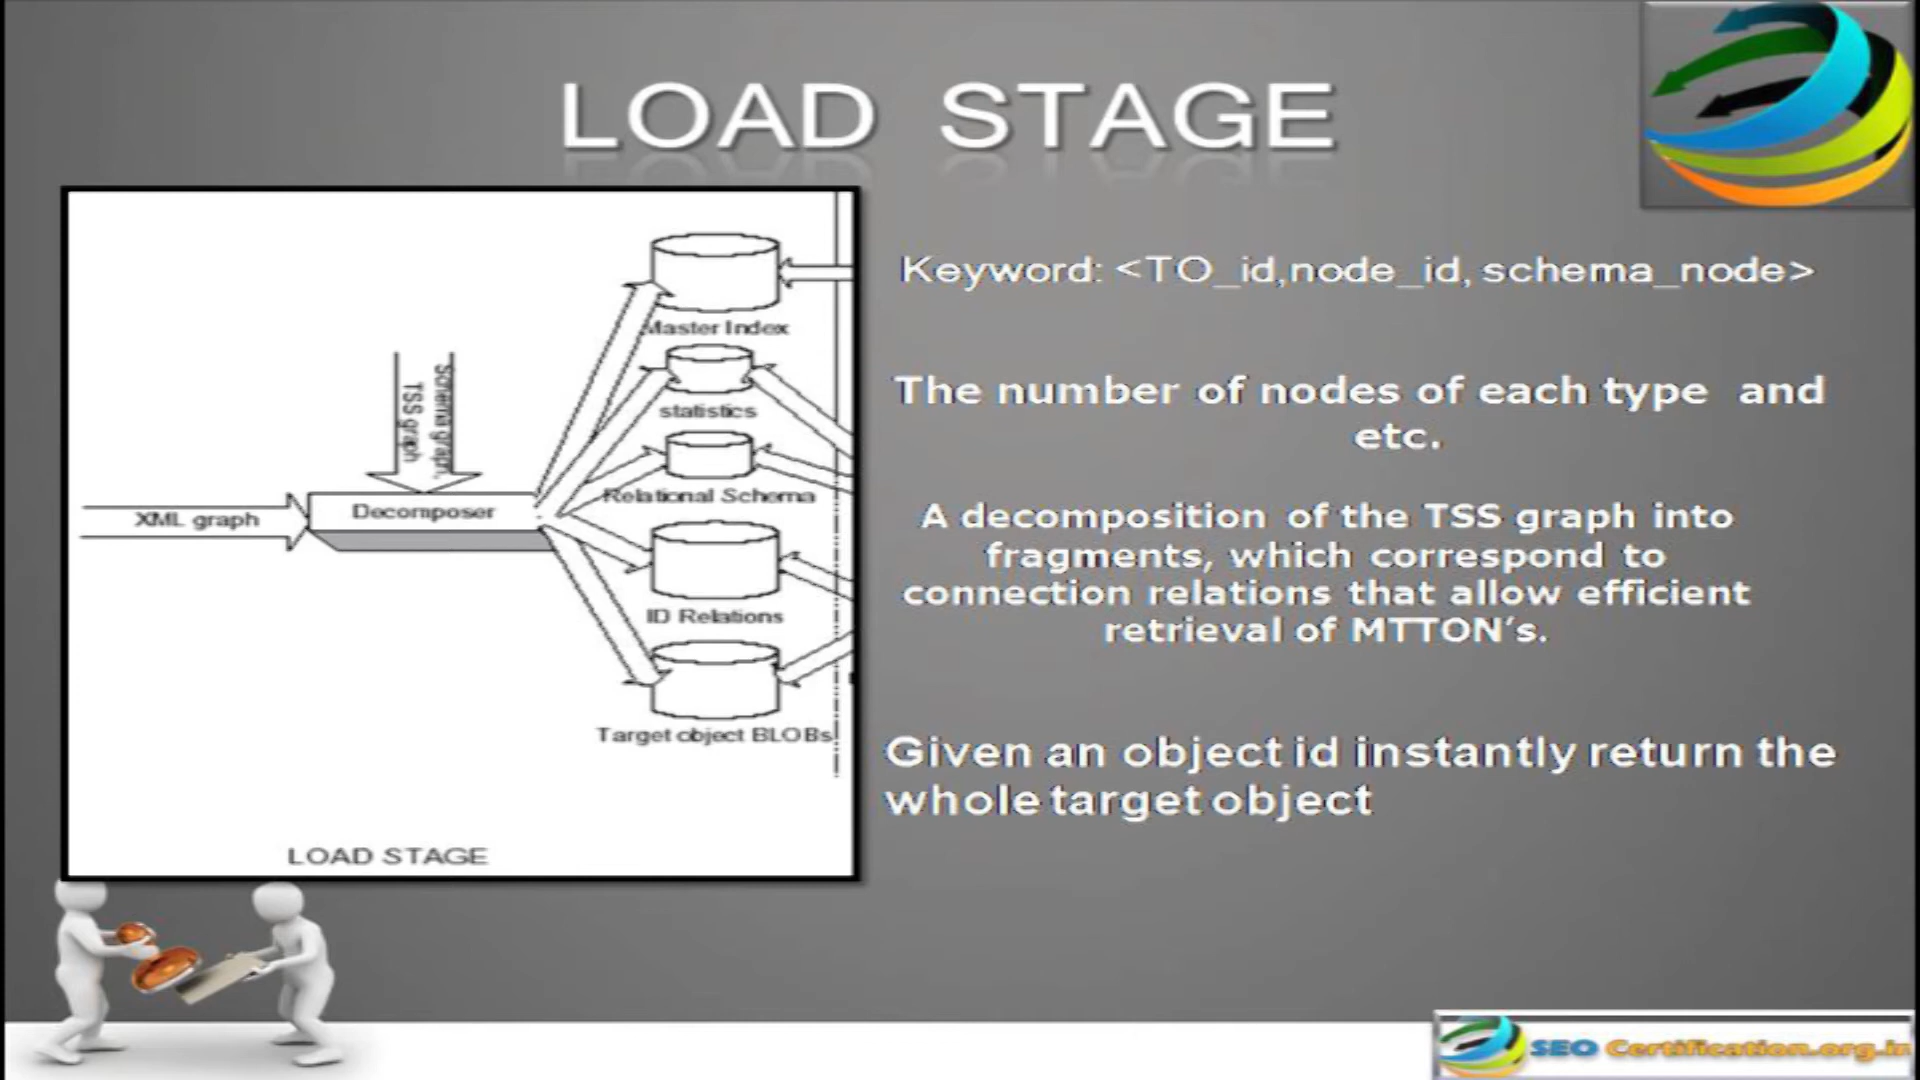 LOAD STAGE
Master Index
statistics
Relational Schema
ID Relations
Target object BLOBs
Schema graph,
TSS graph
XML graph
Decomposer
LOAD STAGE
Keyword: <TO_id,node_id, schema_node>
The number of nodes of each type and
etc.
A decomposition of the TSS graph into
fragments, which correspond to
connection relations that allow efficient
retrieval of MTTON's.
Given an object id instantly return the
whole target object
SEO Certification.org.in